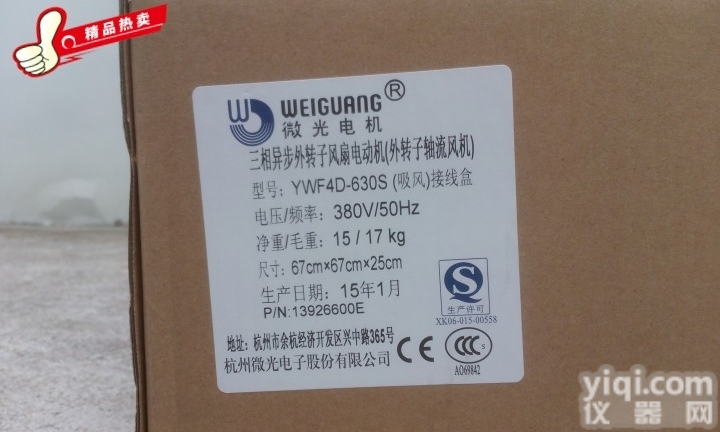 精品热卖
WEIGUANG®
微光电机
三相异步外转子风扇电动机(外转子轴流风机)
型号: YWF4D-630S (吸风)接线盒
电压/频率: 380V/50Hz
净重/毛重: 15 / 17 kg
尺寸: 67cm×67cm×25cm
生产日期: 15年1月
P/N:13926600E
QS
生产许可
XK06-015-00558
地址: 杭州市余杭经济开发区兴中路365号
杭州微光电子股份有限公司
CE
CCC S
A069842
yiqi.com
仪器网